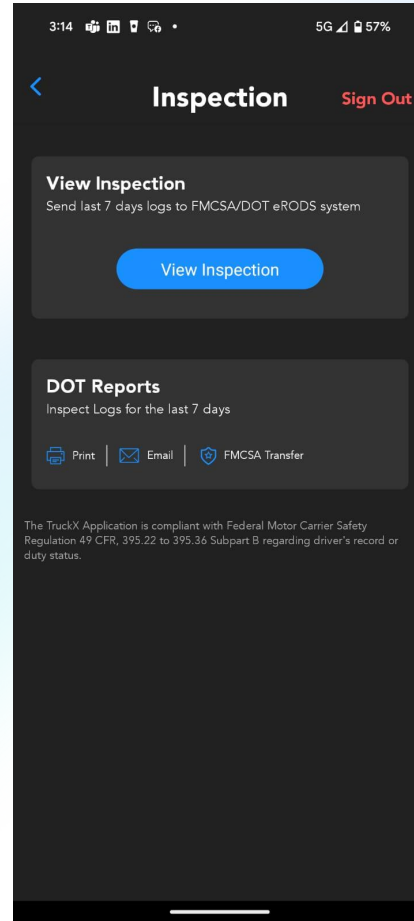 3:14 • 5G 57%
Inspection Sign Out
View Inspection
Send last 7 days logs to FMCSA/DOT eRODS system
View Inspection
DOT Reports
Inspect Logs for the last 7 days
Print Email FMCSA Transfer
The TruckX Application is compliant with Federal Motor Carrier Safety
Regulation 49 CFR, 395.22 to 395.36 Subpart B regarding driver's record or
duty status.